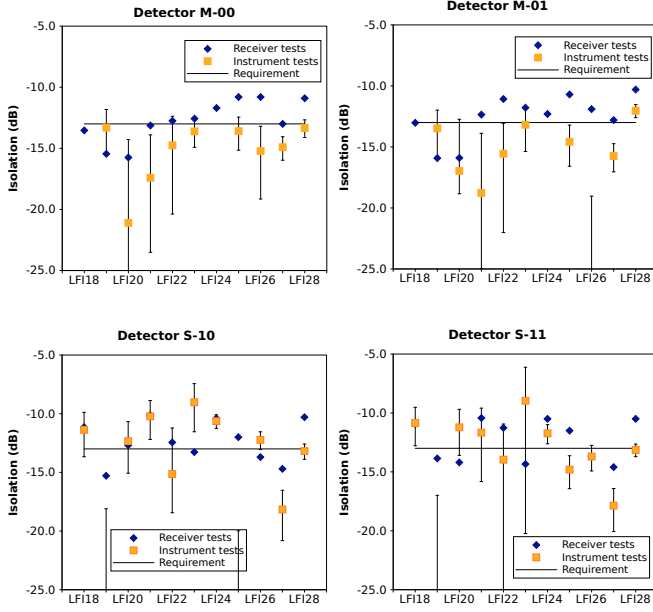 Detector M-00
Isolation (dB)
-5.0
-10.0
-15.0
-20.0
-25.0
Receiver tests
Instrument tests
Requirement
LFI18 LFI20 LFI22 LFI24 LFI26 LFI28
Detector M-01
Isolation (dB)
-5.0
-10.0
-15.0
-20.0
-25.0
Receiver tests
Instrument tests
Requirement
LFI18 LFI20 LFI22 LFI24 LFI26 LFI28
Detector S-10
Isolation (dB)
-5.0
-10.0
-15.0
-20.0
-25.0
Receiver tests
Instrument tests
Requirement
LFI18 LFI20 LFI22 LFI24 LFI26 LFI28
Detector S-11
Isolation (dB)
-5.0
-10.0
-15.0
-20.0
-25.0
Receiver tests
Instrument tests
Requirement
LFI18 LFI20 LFI22 LFI24 LFI26 LFI28